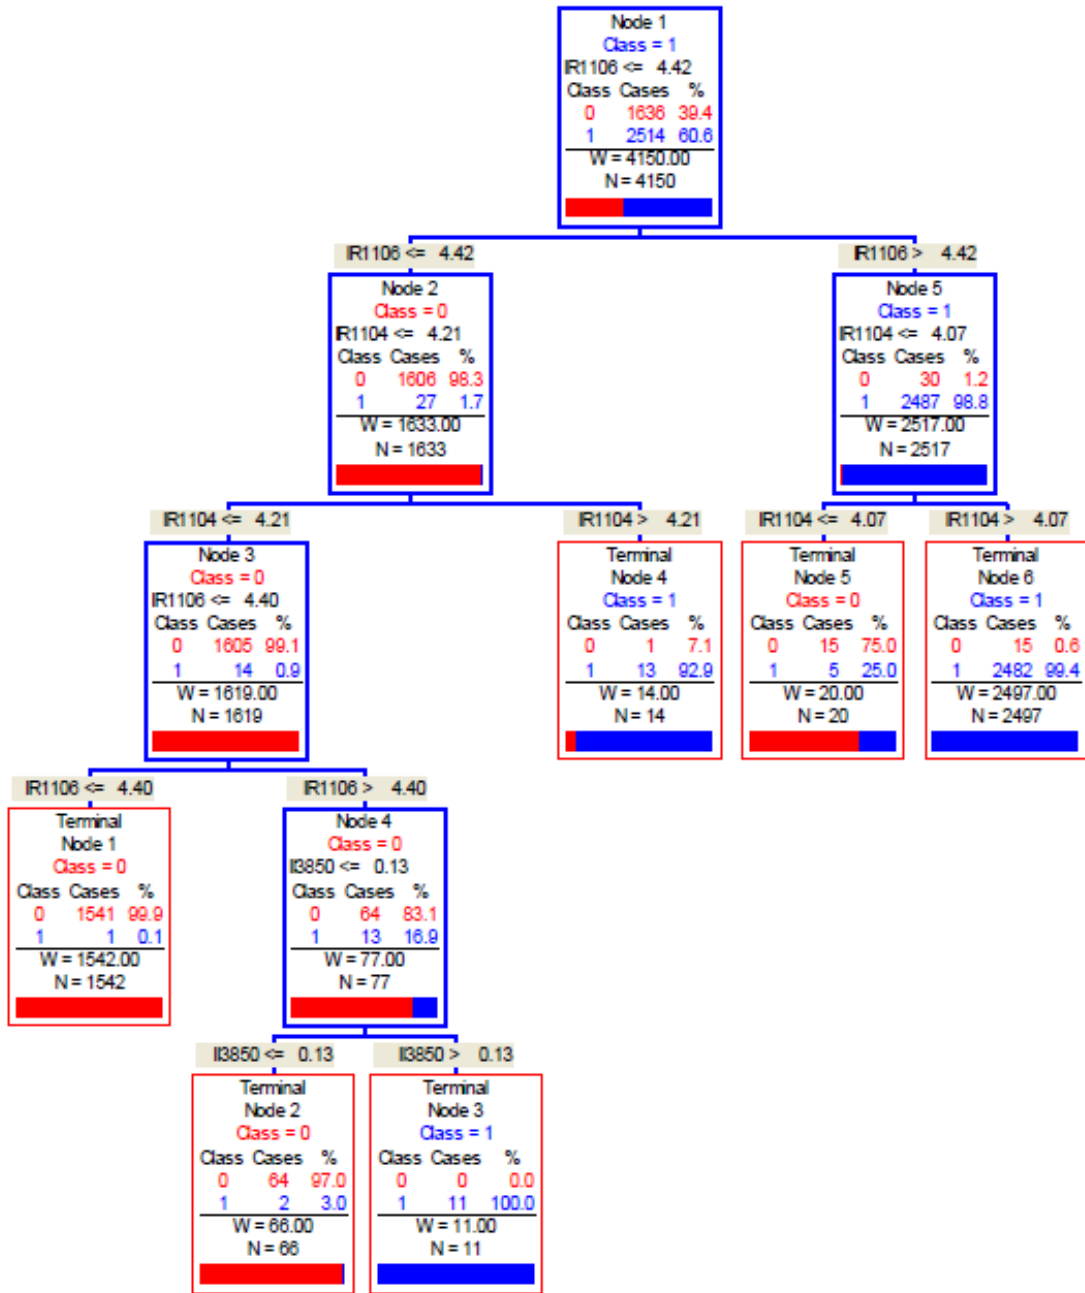 Node 1
Class = 1
IR1106 <= 4.42
Class Cases %
0 1636 39.4
1 2514 60.6
W = 4150.00
N = 4150
IR1106 <= 4.42
IR1106 > 4.42
Node 2
Class = 0
IR1104 <= 4.21
Class Cases %
0 1606 98.3
1 27 1.7
W = 1633.00
N = 1633
Node 5
Class = 1
IR1104 <= 4.07
Class Cases %
0 30 1.2
1 2487 98.8
W = 2517.00
N = 2517
IR1104 <= 4.21
IR1104 > 4.21
IR1104 <= 4.07
IR1104 > 4.07
Node 3
Class = 0
IR1106 <= 4.40
Class Cases %
0 1605 99.1
1 14 0.9
W = 1619.00
N = 1619
Terminal
Node 4
Class = 1
Class Cases %
0 1 7.1
1 13 92.9
W = 14.00
N = 14
Terminal
Node 5
Class = 0
Class Cases %
0 15 75.0
1 5 25.0
W = 20.00
N = 20
Terminal
Node 6
Class = 1
Class Cases %
0 15 0.6
1 2482 99.4
W = 2497.00
N = 2497
IR1106 <= 4.40
IR1106 > 4.40
Terminal
Node 1
Class = 0
Class Cases %
0 1541 99.9
1 1 0.1
W = 1542.00
N = 1542
Node 4
Class = 0
II3850 <= 0.13
Class Cases %
0 64 83.1
1 13 16.9
W = 77.00
N = 77
II3850 <= 0.13
II3850 > 0.13
Terminal
Node 2
Class = 0
Class Cases %
0 64 97.0
1 2 3.0
W = 66.00
N = 66
Terminal
Node 3
Class = 1
Class Cases %
0 0 0.0
1 11 100.0
W = 11.00
N = 11